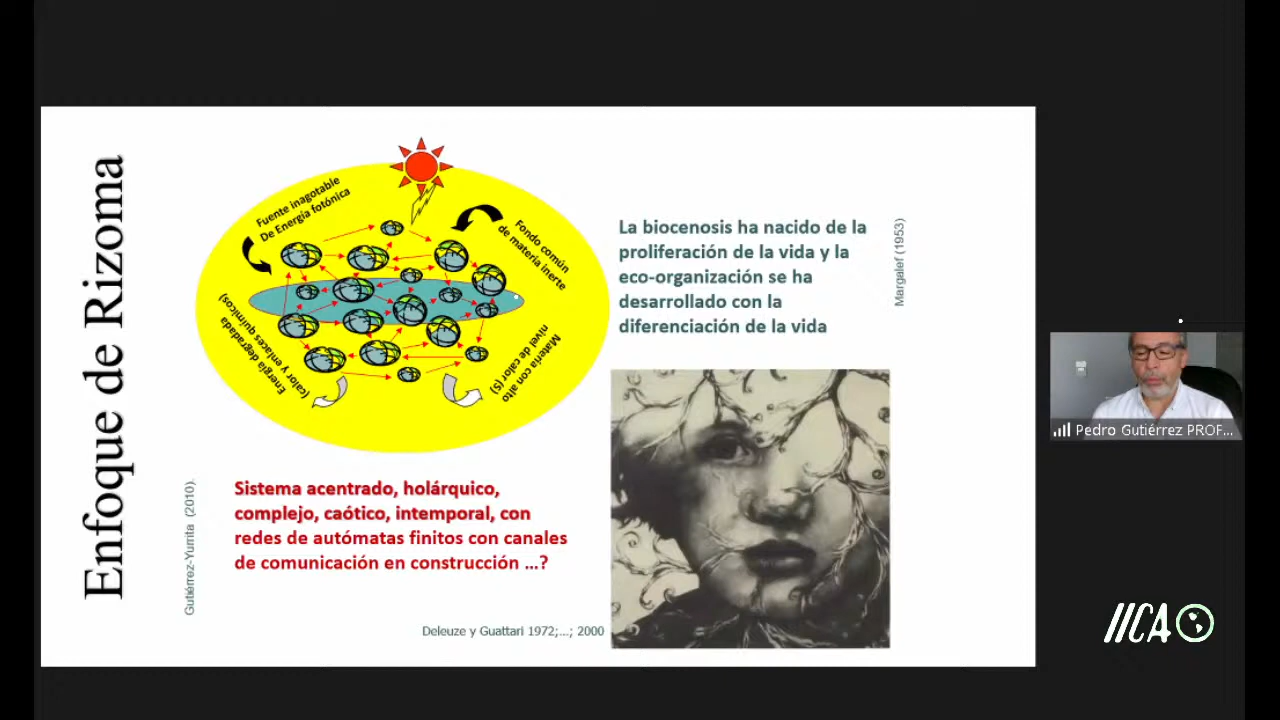 Enfoque de Rizoma
Fuente inagotable
De Energía fotónica
Fondo común
de materia inerte
Energía degradada
(calor y enlaces químicos)
Materia con alto
nivel de calor (S)
Gutiérrez-Yurrita (2010).
Sistema acentrado, holárquico,
complejo, caótico, intemporal, con
redes de autómatas finitos con canales
de comunicación en construcción ...?
Deleuze y Guattari 1972;...; 2000
La biocenosis ha nacido de la
proliferación de la vida y la
eco-organización se ha
desarrollado con la
diferenciación de la vida
Margalef (1953)
Pedro Gutiérrez PROF...
IICA